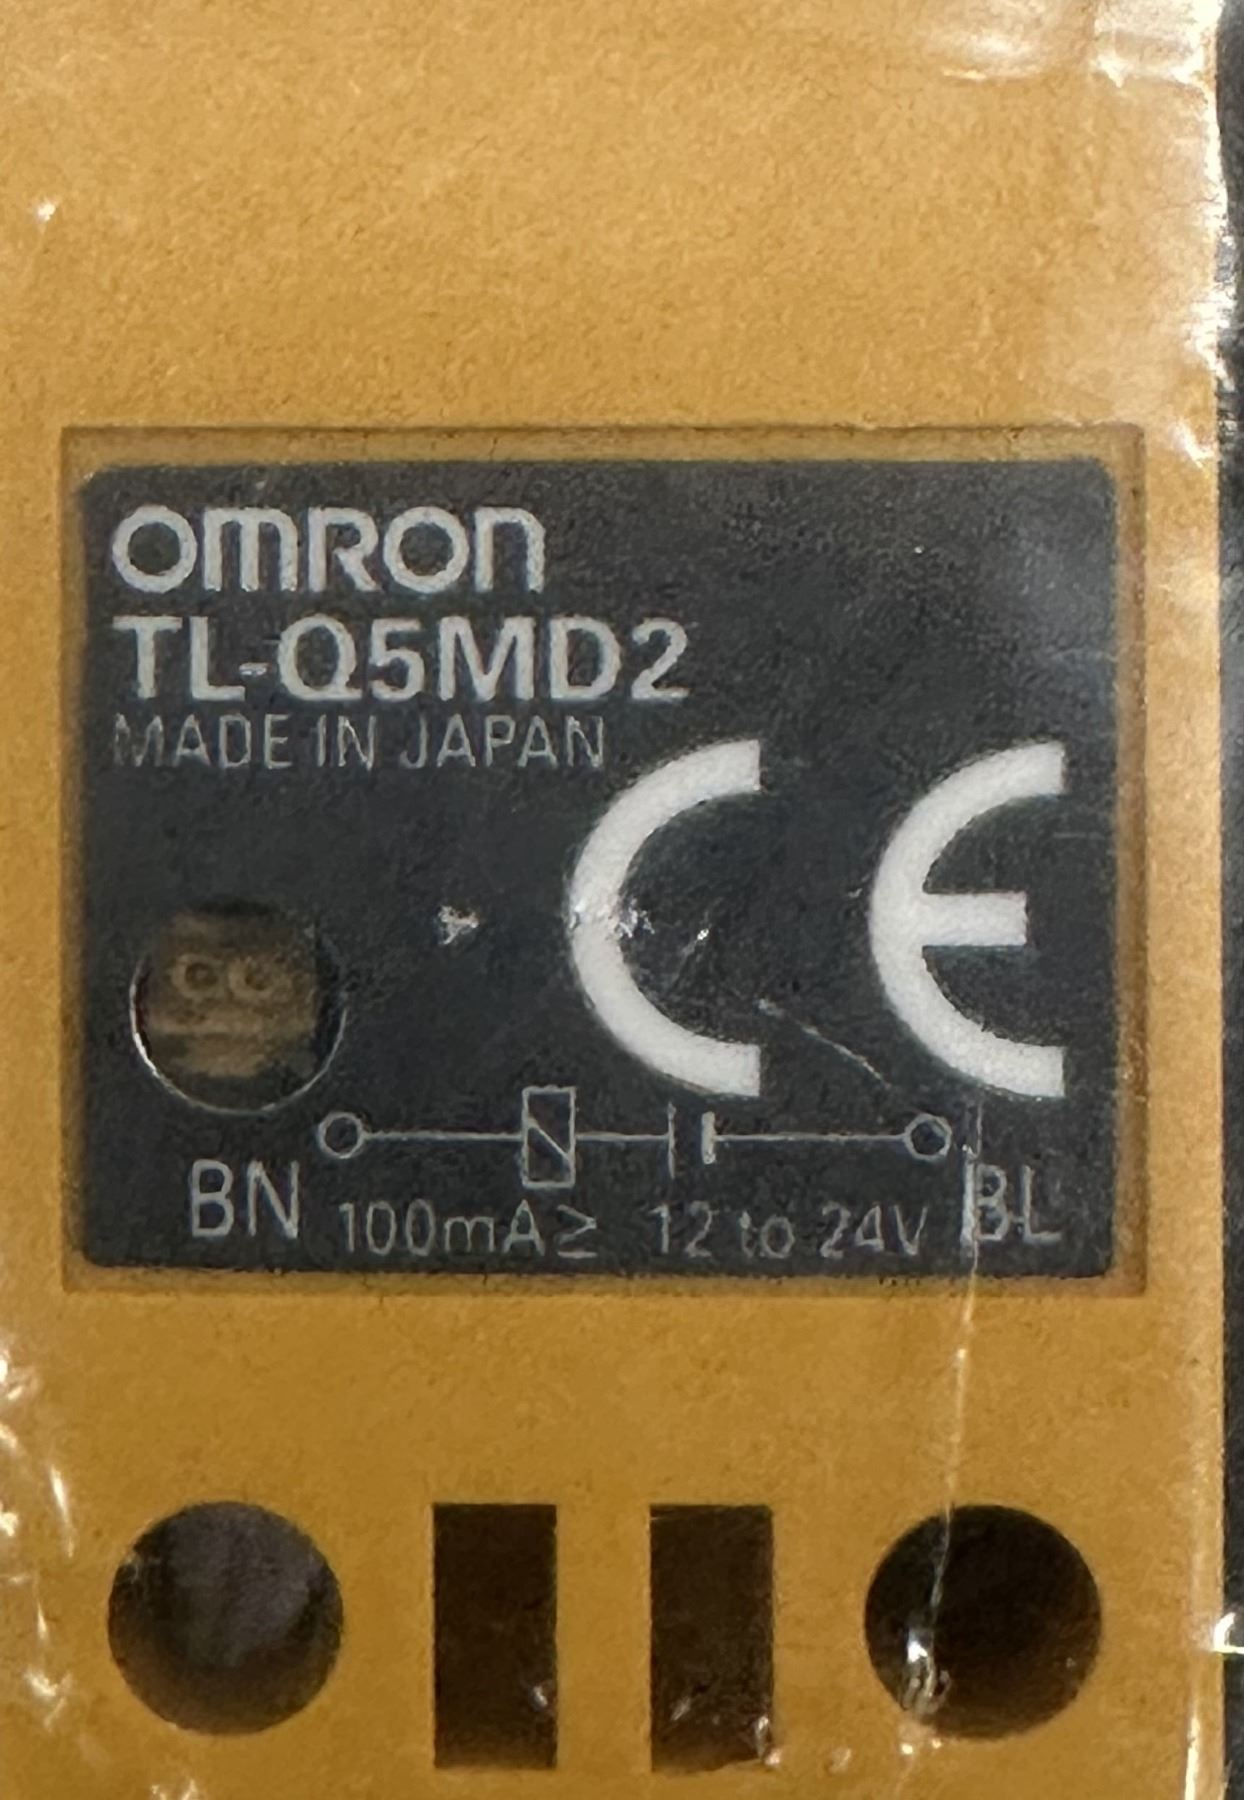 omron
TL-Q5MD2
MADE IN JAPAN
CE
BN 100mA≥ 12 to 24V BL